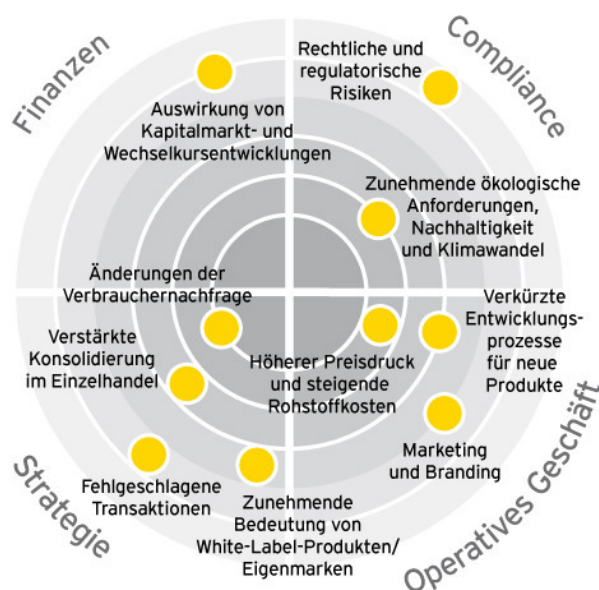 Finanzen
Compliance
Rechtliche und
regulatorische
Risiken
Auswirkung von
Kapitalmarkt- und
Wechselkursentwicklungen
Zunehmende ökologische
Anforderungen,
Nachhaltigkeit
und Klimawandel
Änderungen der
Verbrauchernachfrage
Verkürzte
Entwicklungs-
prozesse
für neue
Produkte
Verstärkte
Konsolidierung
im Einzelhandel
Höherer Preisdruck
und steigende
Rohstoffkosten
Marketing
und Branding
Fehlgeschlagene
Transaktionen
Zunehmende
Bedeutung von
White-Label-Produkten/
Eigenmarken
Strategie
Operatives Geschäft